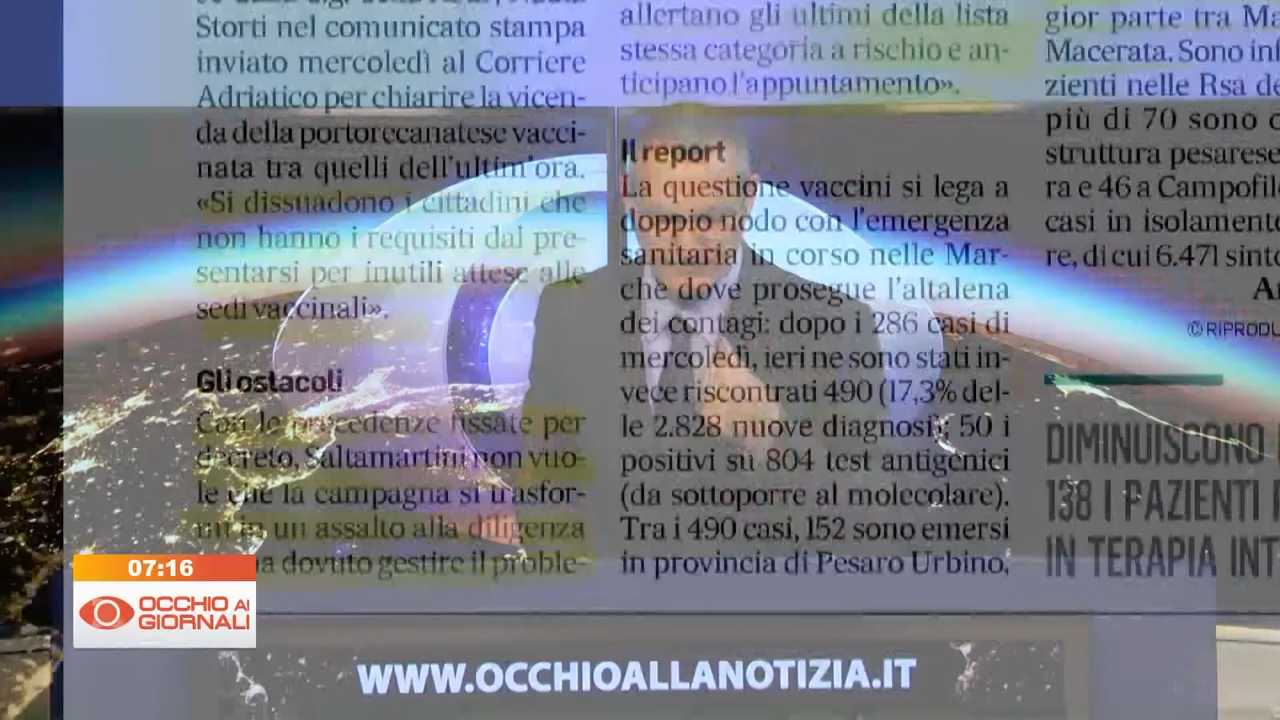 Storti nel comunicato stampa
inviato mercoledì al Corriere
Adriatico per chiarire la vicen-
da della portorecanatese vacci-
nata tra quelli dell'ultim'ora.
«Si dissuadono i cittadini che
non hanno i requisiti dal pre-
sentarsi per inutili attese alle
sedi vaccinali».
Gli ostacoli
Con le precedenze fissate per
decreto, Saltamartini non vuo-
le che la campagna si trasfor-
mi in un assalto alla diligenza
ha dovuto gestire il proble-
allertano gli ultimi della lista
stessa categoria a rischio e an-
ticipano l'appuntamento».
Il report
La questione vaccini si lega a
doppio nodo con l'emergenza
sanitaria in corso nelle Mar-
che dove prosegue l'altalena
dei contagi: dopo i 286 casi di
mercoledì, ieri ne sono stati in-
vece riscontrati 490 (17,3% del-
le 2.828 nuove diagnosi): 50 i
positivi su 804 test antigenici
(da sottoporre al molecolare).
Tra i 490 casi, 152 sono emersi
in provincia di Pesaro Urbino,
gior parte tra Ma
Macerata. Sono in
zienti nelle Rsa de
più di 70 sono c
struttura pesarese
ra e 46 a Campofil
casi in isolament
re, di cui 6.471 sint
A
© RIPRODU
DIMINUISCONO
138 I PAZIENTI
IN TERAPIA INT
07:16
OCCHIO AI
GIORNALI
WWW.OCCHIOALLANOTIZIA.IT